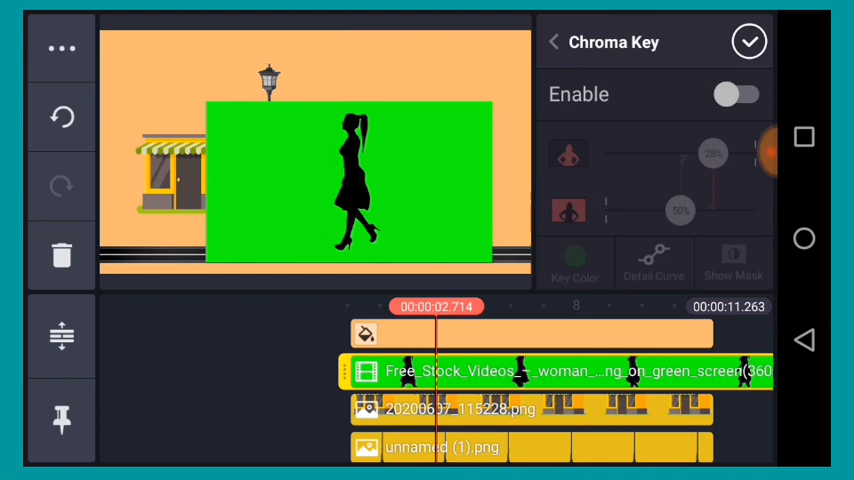 Chroma Key
Enable
28%
50%
Key Color
Detail Curve
Show Mask
00:00:02.714
8
00:00:11.263
Free_Stock_Videos_–_woman_...ng_on_green_screen(360
20200607_115228.png
unnamed (1).png